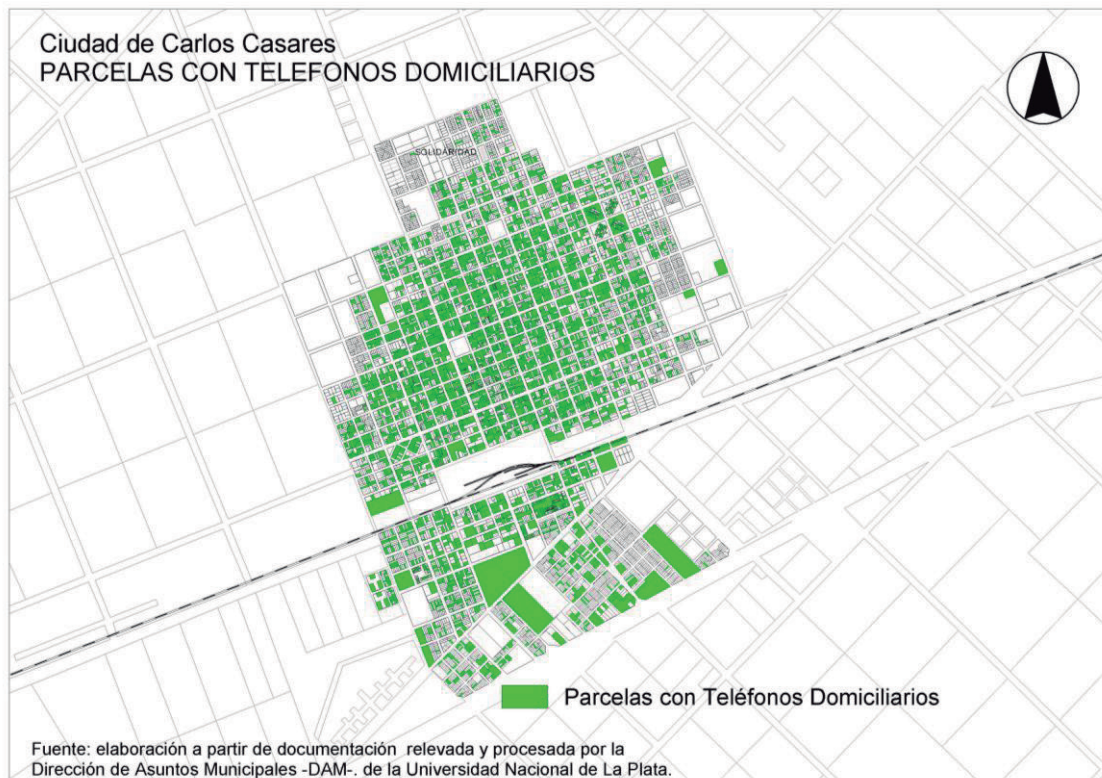 Ciudad de Carlos Casares
PARCELAS CON TELEFONOS DOMICILIARIOS
SOLIDARIDAD
Parcelas con Teléfonos Domiciliarios
Fuente: elaboración a partir de documentación relevada y procesada por la
Dirección de Asuntos Municipales -DAM-. de la Universidad Nacional de La Plata.